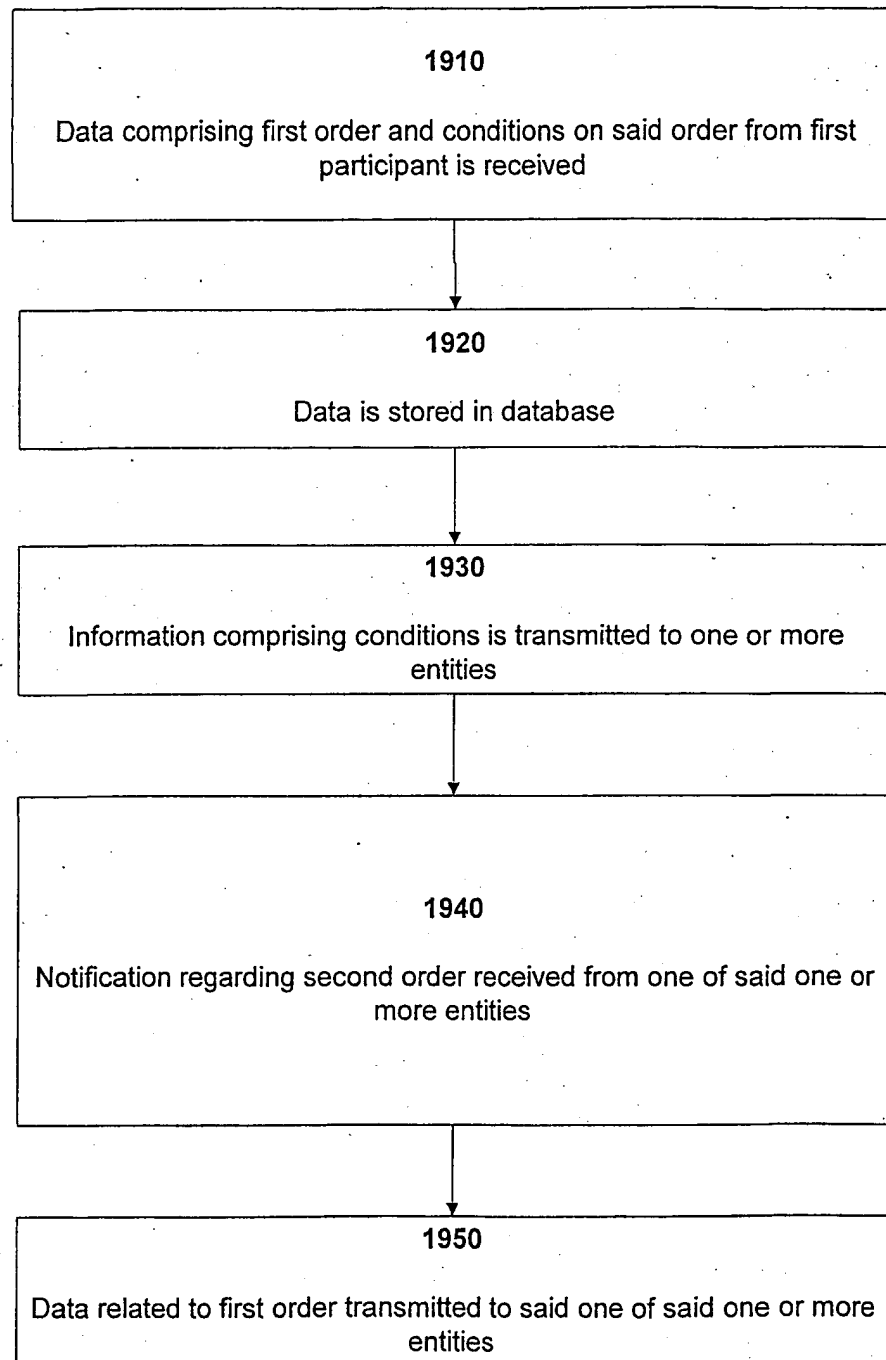 1910
Data comprising first order and conditions on said order from first
participant is received
1920
Data is stored in database
1930
Information comprising conditions is transmitted to one or more
entities
1940
Notification regarding second order received from one of said one or
more entities
1950
Data related to first order transmitted to said one of said one or more
entities